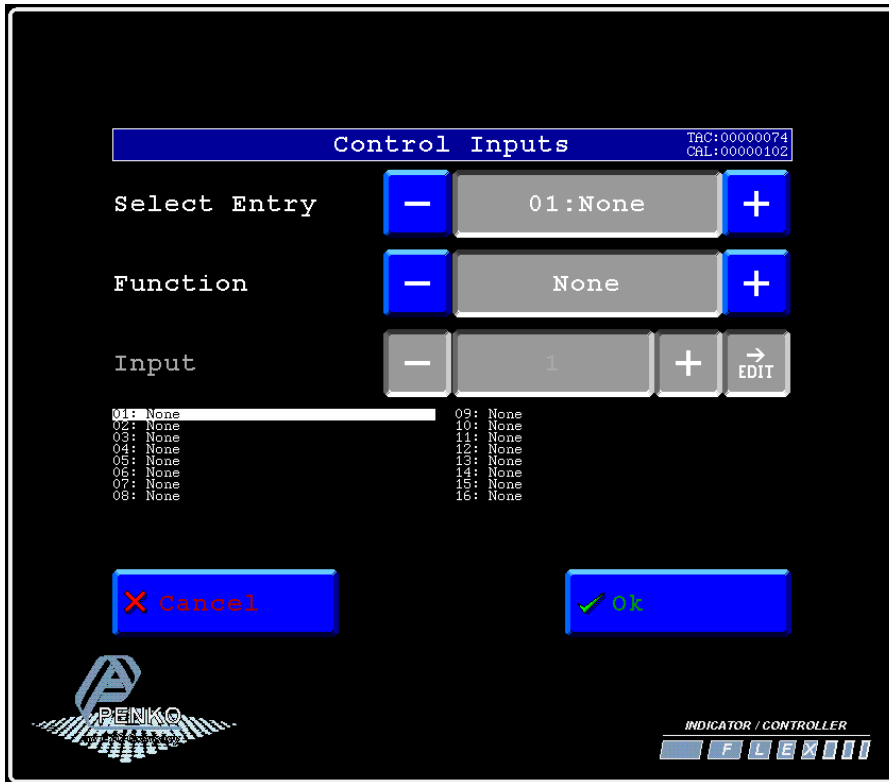 Control Inputs
TAC:00000074
CAL:00000102
Select Entry
01:None
Function
None
Input
1
EDIT
01: None
02: None
03: None
04: None
05: None
06: None
07: None
08: None
09: None
10: None
11: None
12: None
13: None
14: None
15: None
16: None
Cancel
Ok
PENKO
INDICATOR / CONTROLLER
FLEX